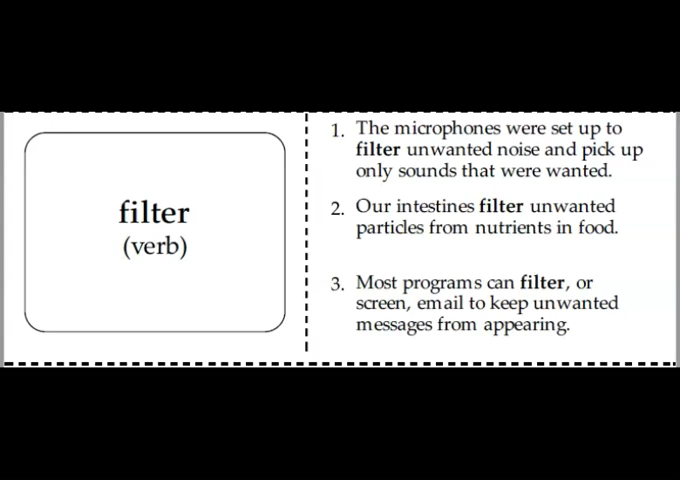 filter
(verb)
1. The microphones were set up to
filter unwanted noise and pick up
only sounds that were wanted.
2. Our intestines filter unwanted
particles from nutrients in food.
3. Most programs can filter, or
screen, email to keep unwanted
messages from appearing.